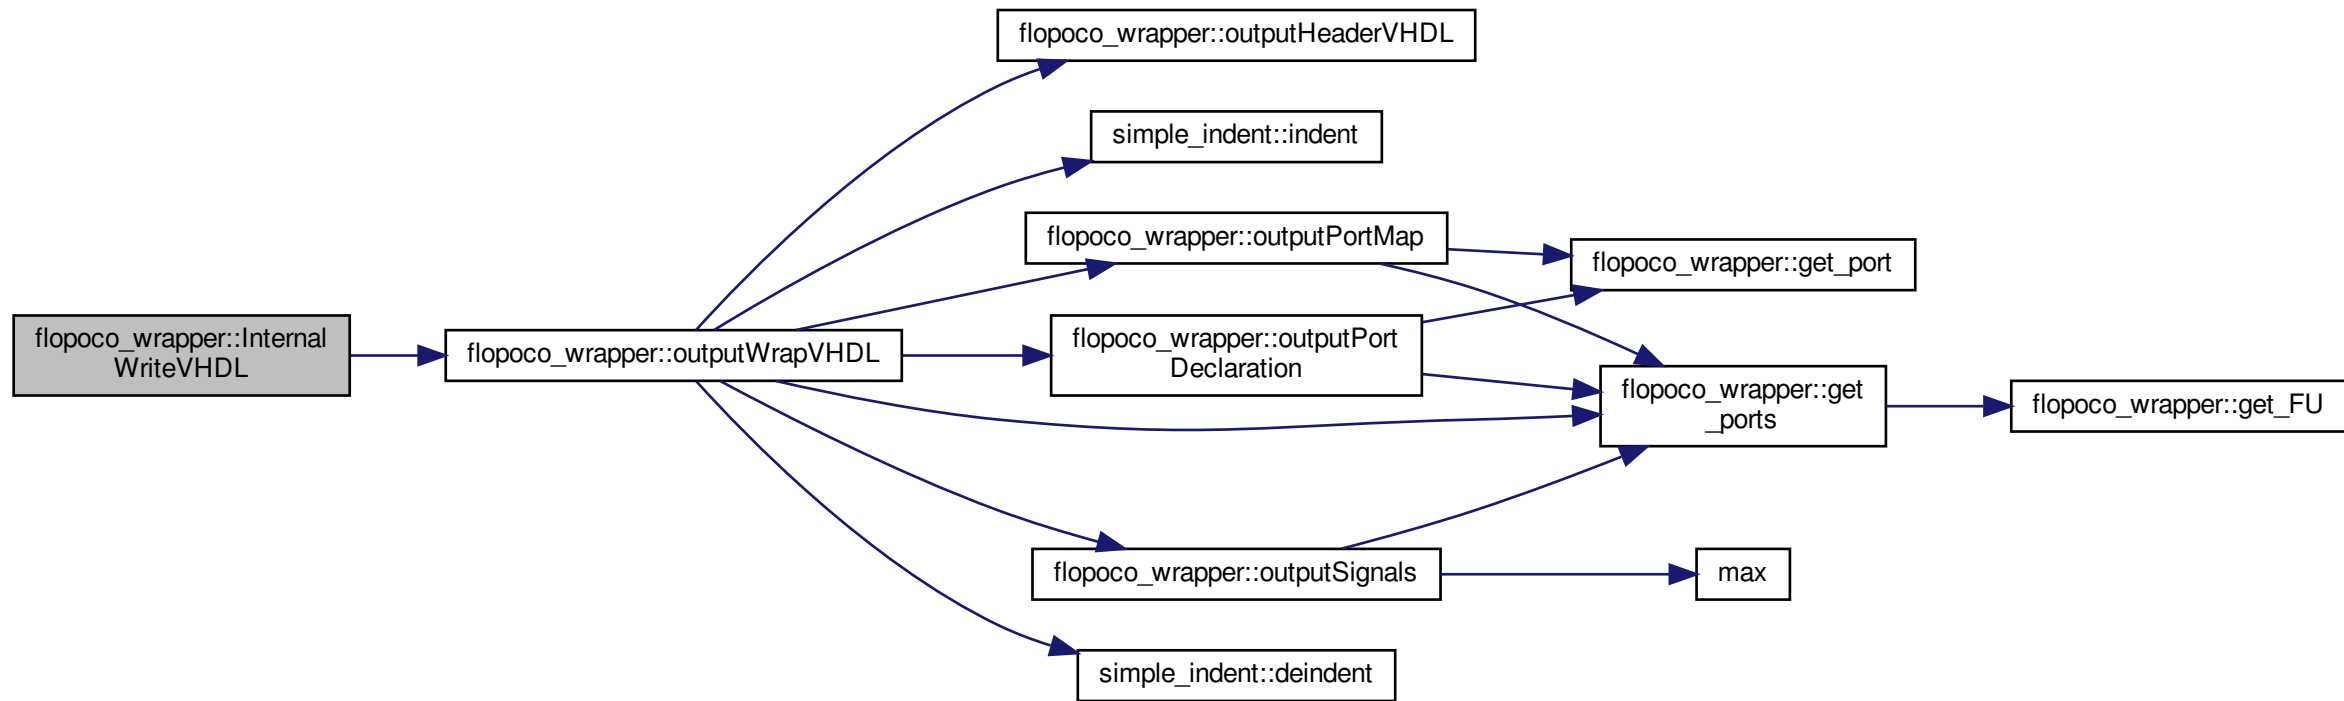 flopoco_wrapper::outputHeaderVHDL
simple_indent::indent
flopoco_wrapper::outputPortMap
flopoco_wrapper::get_port
flopoco_wrapper::Internal
WriteVHDL
flopoco_wrapper::outputWrapVHDL
flopoco_wrapper::outputPort
Declaration
flopoco_wrapper::get
_ports
flopoco_wrapper::get_FU
flopoco_wrapper::outputSignals
max
simple_indent::deindent